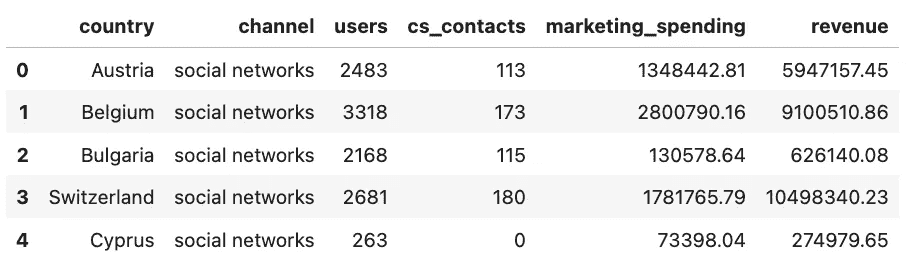 country channel users cs_contacts marketing_spending revenue
0 Austria social networks 2483 113 1348442.81 5947157.45
1 Belgium social networks 3318 173 2800790.16 9100510.86
2 Bulgaria social networks 2168 115 130578.64 626140.08
3 Switzerland social networks 2681 180 1781765.79 10498340.23
4 Cyprus social networks 263 0 73398.04 274979.65